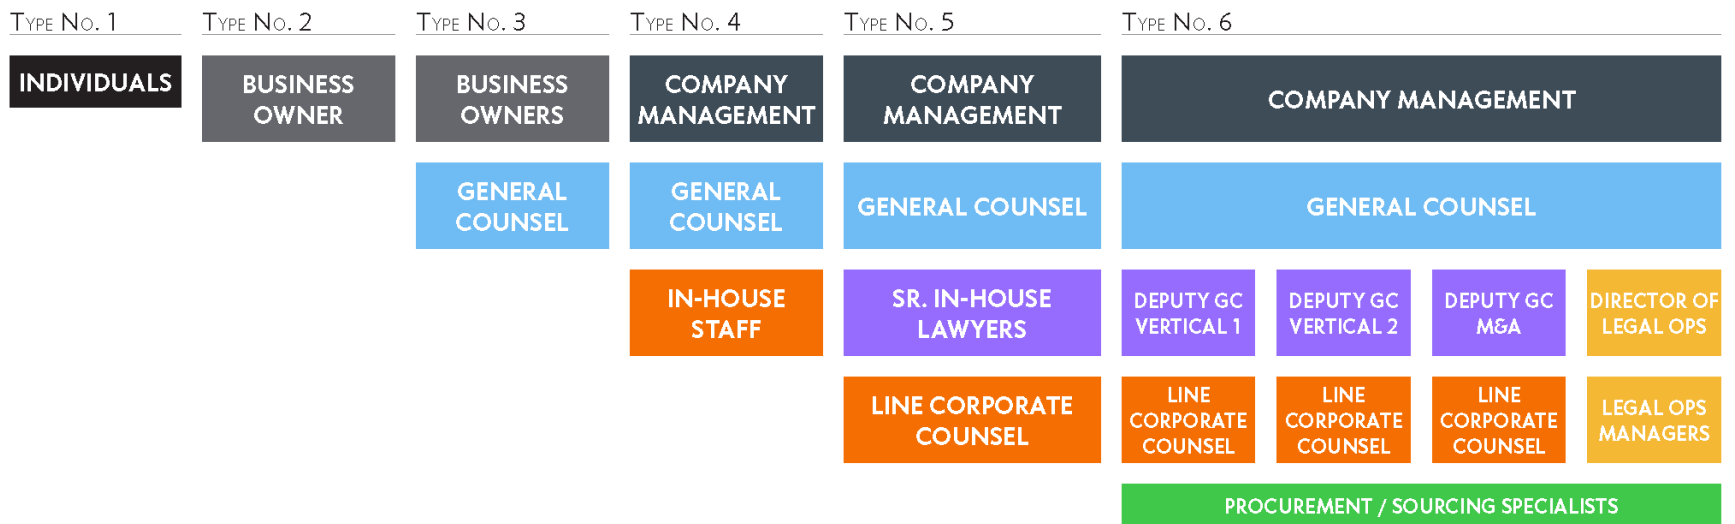 Type No. 1
Type No. 2
Type No. 3
Type No. 4
Type No. 5
Type No. 6
INDIVIDUALS
BUSINESS
OWNER
BUSINESS
OWNERS
COMPANY
MANAGEMENT
COMPANY
MANAGEMENT
COMPANY MANAGEMENT
GENERAL
COUNSEL
GENERAL
COUNSEL
GENERAL COUNSEL
GENERAL COUNSEL
IN-HOUSE
STAFF
SR. IN-HOUSE
LAWYERS
DEPUTY GC
VERTICAL 1
DEPUTY GC
VERTICAL 2
DEPUTY GC
M&A
DIRECTOR OF
LEGAL OPS
LINE CORPORATE
COUNSEL
LINE
CORPORATE
COUNSEL
LINE
CORPORATE
COUNSEL
LINE
CORPORATE
COUNSEL
LEGAL OPS
MANAGERS
PROCUREMENT / SOURCING SPECIALISTS